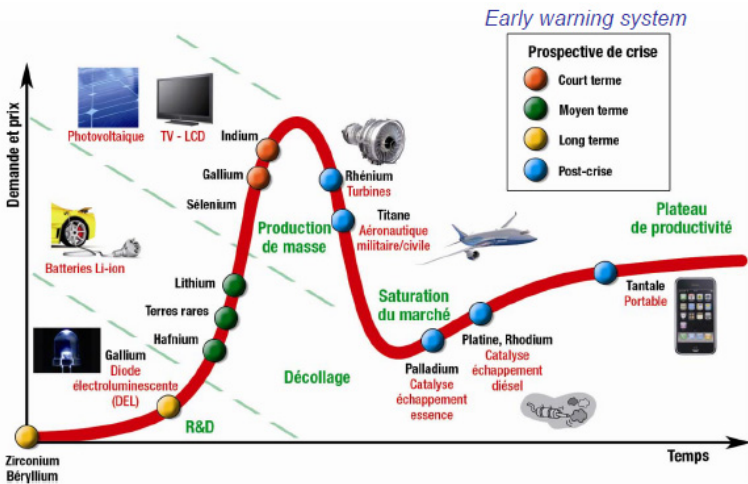 Early warning system
Prospective de crise
Court terme
Moyen terme
Long terme
Post-crise
Demande et prix
Photovoltaïque
TV - LCD
Indium
Gallium
Sélénium
Rhénium
Turbines
Titane
Aéronautique
militaire/civile
Production
de masse
Plateau
de productivité
Batteries Li-ion
Lithium
Terres rares
Hafnium
Saturation
du marché
Tantale
Portable
Gallium
Diode
électroluminescente
(DEL)
Décollage
Palladium
Catalyse
échappement
essence
Platine, Rhodium
Catalyse
échappement
diésel
R&D
Temps
Zirconium
Béryllium